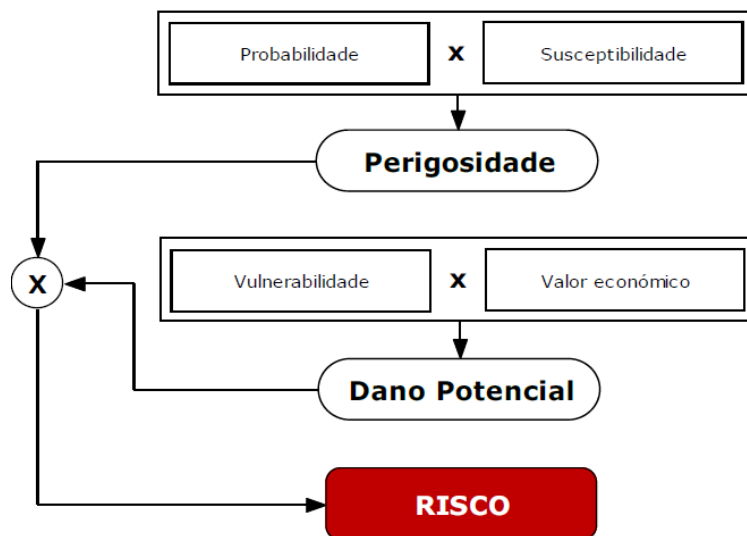 Probabilidade x Susceptibilidade
Perigosidade
Vulnerabilidade x Valor económico
X
Dano Potencial
RISCO